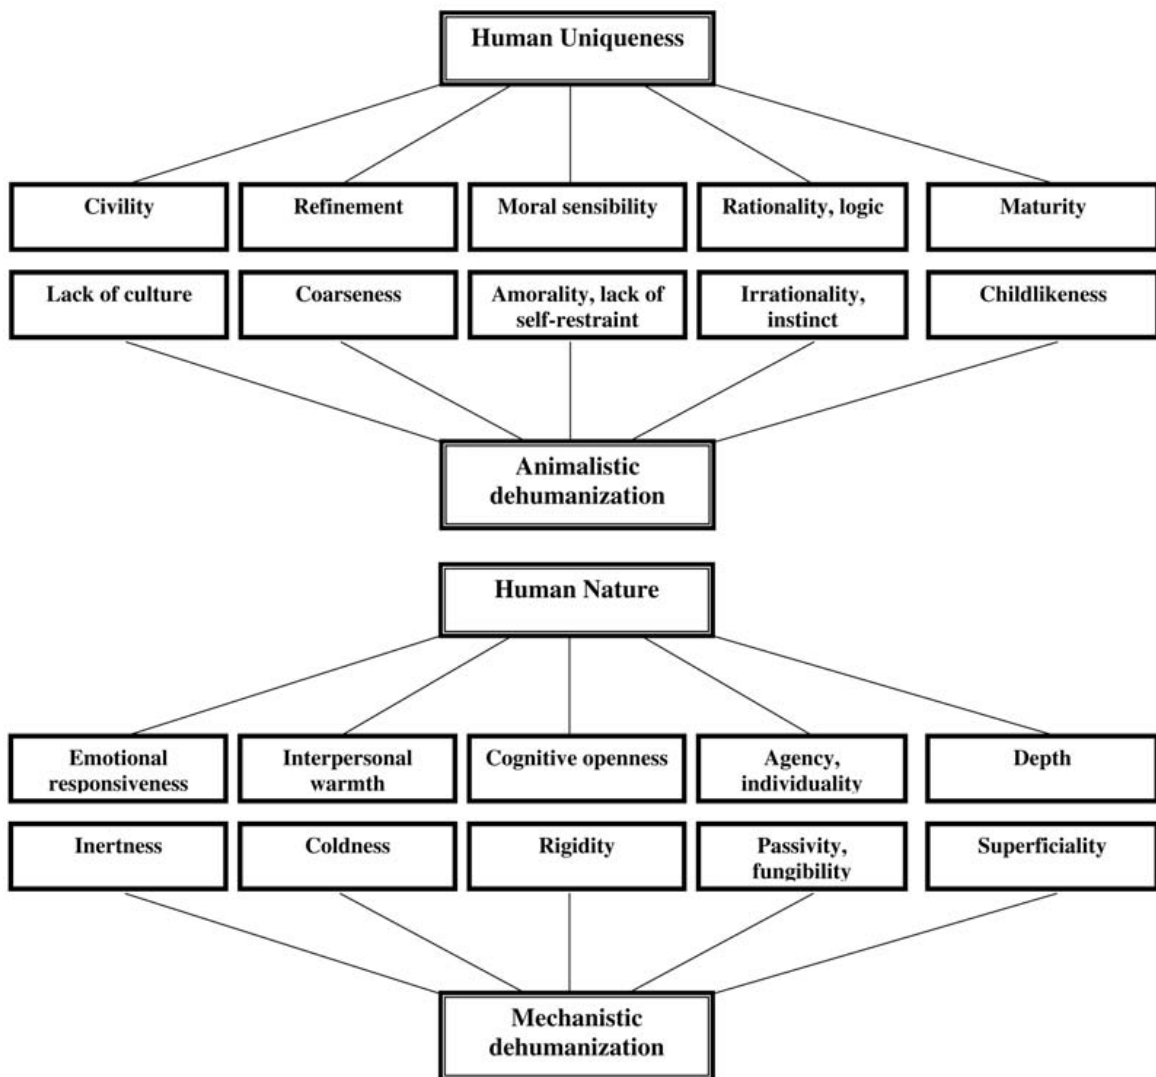 Human Uniqueness
Civility
Refinement
Moral sensibility
Rationality, logic
Maturity
Lack of culture
Coarseness
Amorality, lack of
self-restraint
Irrationality,
instinct
Childlikeness
Animalistic
dehumanization
Human Nature
Emotional
responsiveness
Interpersonal
warmth
Cognitive openness
Agency,
individuality
Depth
Inertness
Coldness
Rigidity
Passivity,
fungibility
Superficiality
Mechanistic
dehumanization